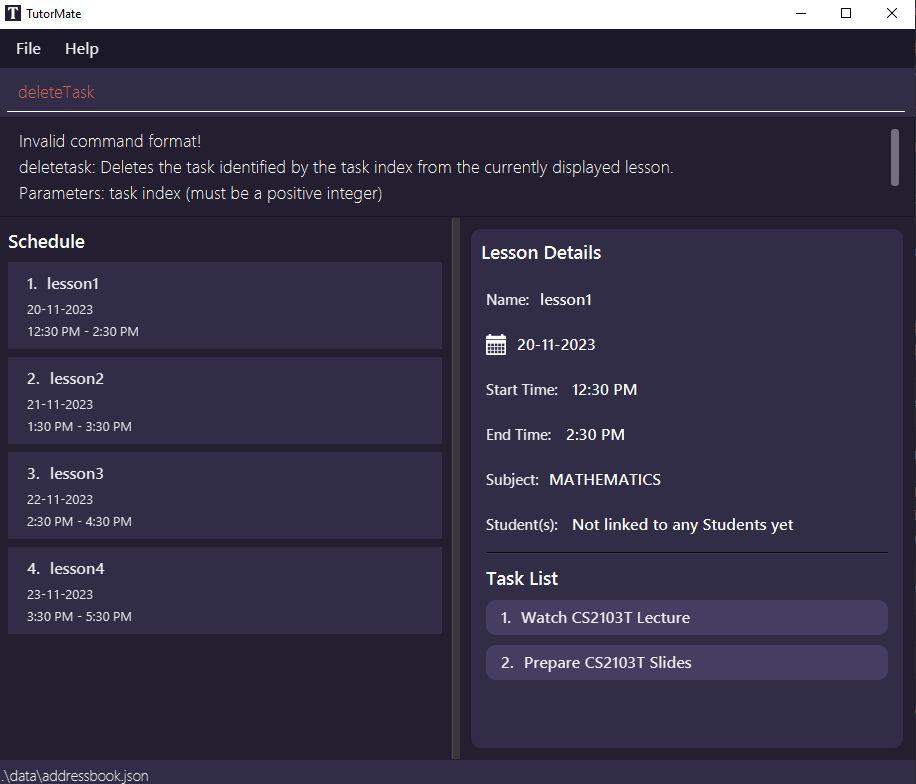 TutorMate
File Help
deleteTask
Invalid command format!
deletetask: Deletes the task identified by the task index from the currently displayed lesson.
Parameters: task index (must be a positive integer)
Schedule
1. lesson1
20-11-2023
12:30 PM - 2:30 PM
2. lesson2
21-11-2023
1:30 PM - 3:30 PM
3. lesson3
22-11-2023
2:30 PM - 4:30 PM
4. lesson4
23-11-2023
3:30 PM - 5:30 PM
Lesson Details
Name: lesson1
20-11-2023
Start Time: 12:30 PM
End Time: 2:30 PM
Subject: MATHEMATICS
Student(s): Not linked to any Students yet
Task List
1. Watch CS2103T Lecture
2. Prepare CS2103T Slides
.\data\addressbook.json